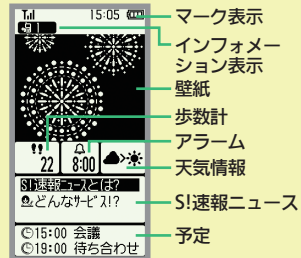 15:05
マーク表示
1
インフォメー
ション表示
壁紙
歩数計
22
8:00
アラーム
天気情報
S!速報ニュースとは?
どんなサービス!?
S!速報ニュース
15:00 会議
19:00 待ち合わせ
予定